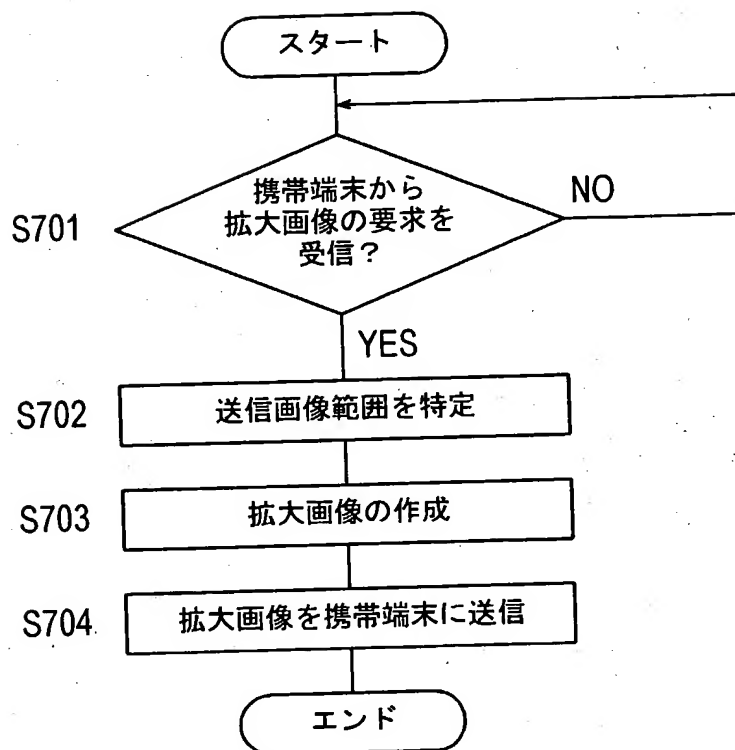 スタート
携帯端末から
拡大画像の要求を
受信？
S701
NO
YES
S702
送信画像範囲を特定
S703
拡大画像の作成
S704
拡大画像を携帯端末に送信
エンド